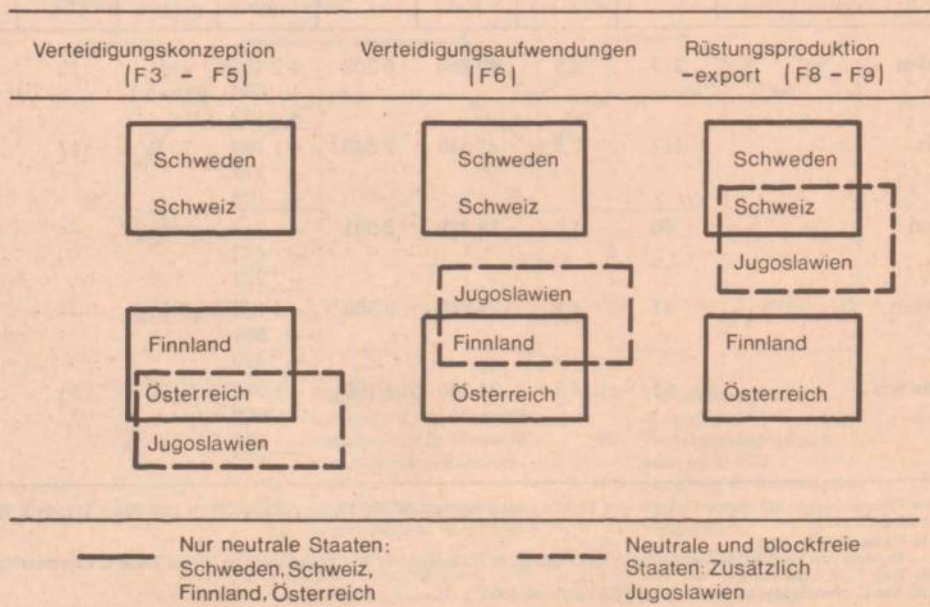 Verteidigungskonzeption
(F3 – F5)
Verteidigungsaufwendungen
(F6)
Rüstungsproduktion
-export (F8 – F9)
Schweden
Schweiz
Finnland
Österreich
Jugoslawien
Schweden
Schweiz
Jugoslawien
Finnland
Österreich
Schweden
Schweiz
Jugoslawien
Finnland
Österreich
Nur neutrale Staaten:
Schweden, Schweiz,
Finnland, Österreich
Neutrale und blockfreie
Staaten: Zusätzlich
Jugoslawien